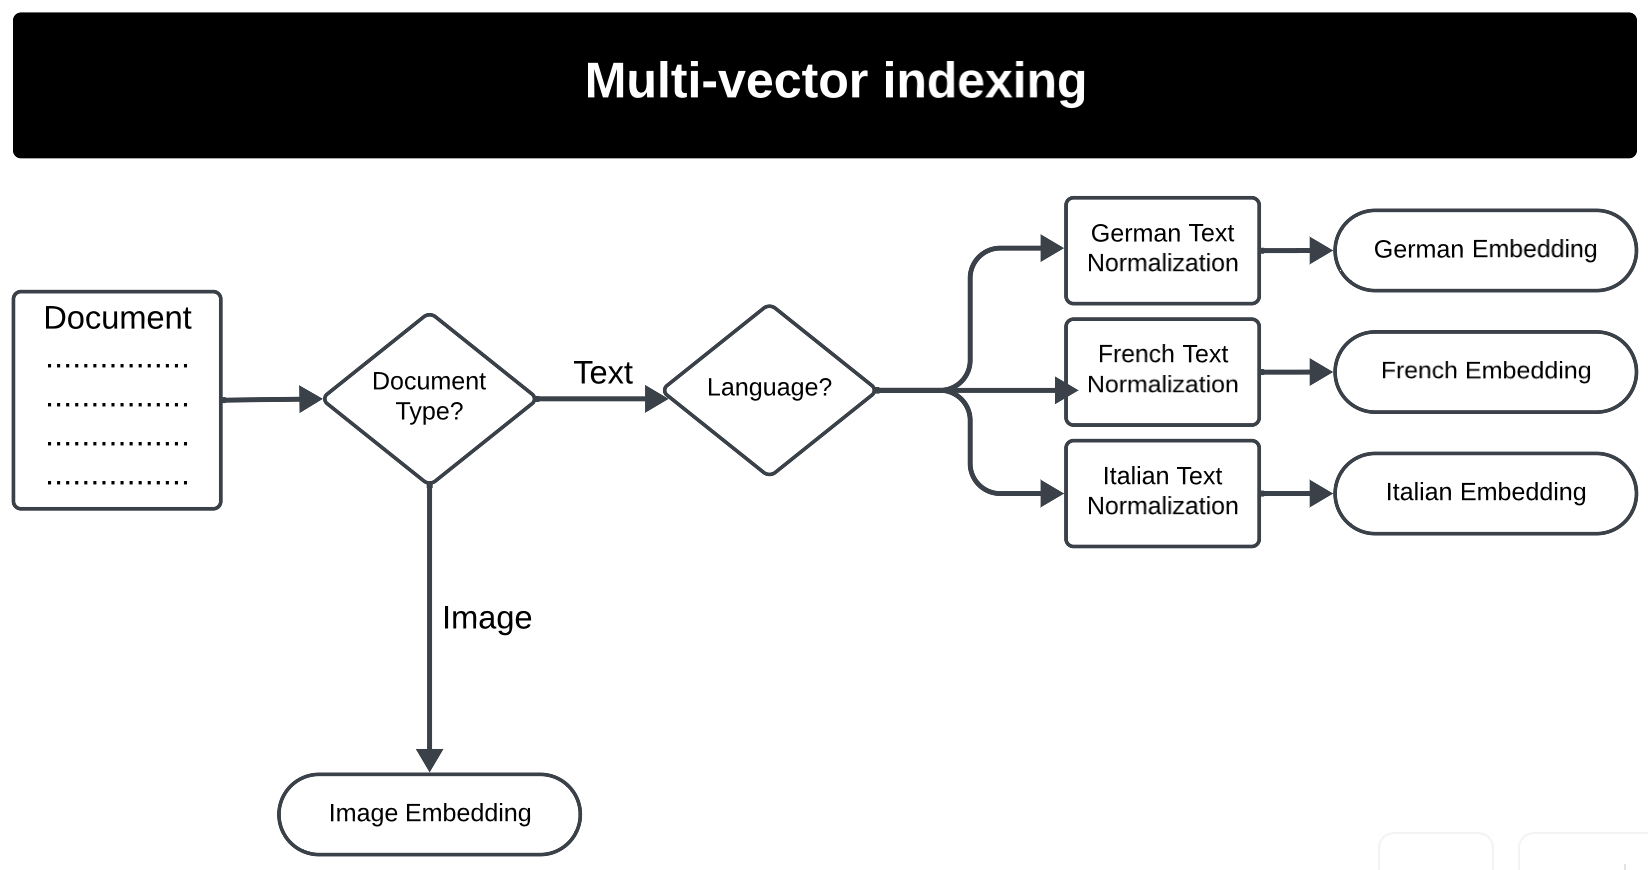 Multi-vector indexing
Document
................
................
................
................
Document
Type?
Text
Language?
German Text
Normalization
German Embedding
French Text
Normalization
French Embedding
Italian Text
Normalization
Italian Embedding
Image
Image Embedding